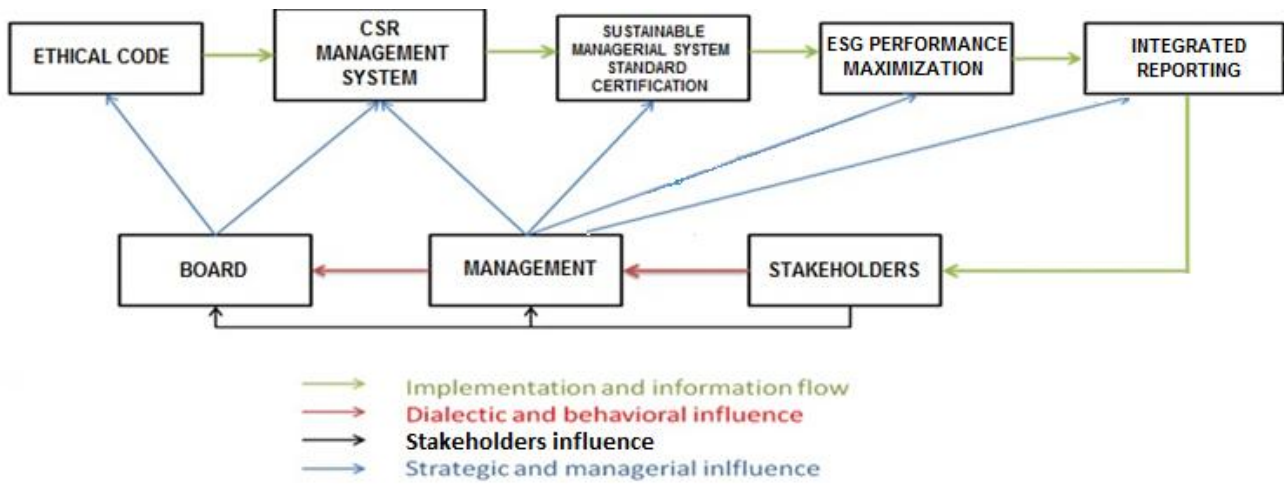 ETHICAL CODE
CSR
MANAGEMENT
SYSTEM
SUSTAINABLE
MANAGERIAL SYSTEM
STANDARD
CERTIFICATION
ESG PERFORMANCE
MAXIMIZATION
INTEGRATED
REPORTING
BOARD
MANAGEMENT
STAKEHOLDERS
Implementation and information flow
Dialectic and behavioral influence
Stakeholders influence
Strategic and managerial inlfluence